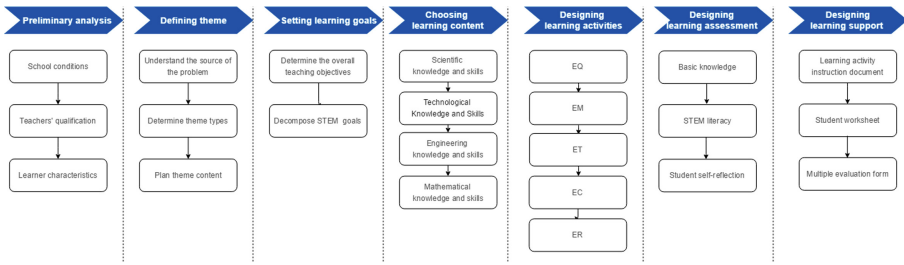 Preliminary analysis
Defining theme
Setting learning goals
Choosing
learning content
Designing
learning activities
Designing
learning assessment
Designing
learning support
School conditions
Teachers' qualification
Learner characteristics
Understand the source of
the problem
Determine theme types
Plan theme content
Determine the overall
teaching objectives
Decompose STEM goals
Scientific
knowledge and skills
Technological
Knowledge and Skills
Engineering
knowledge and skills
Mathematical
knowledge and skills
EQ
EM
ET
EC
ER
Basic knowledge
STEM literacy
Student self-reflection
Learning activity
instruction document
Student worksheet
Multiple evaluation form